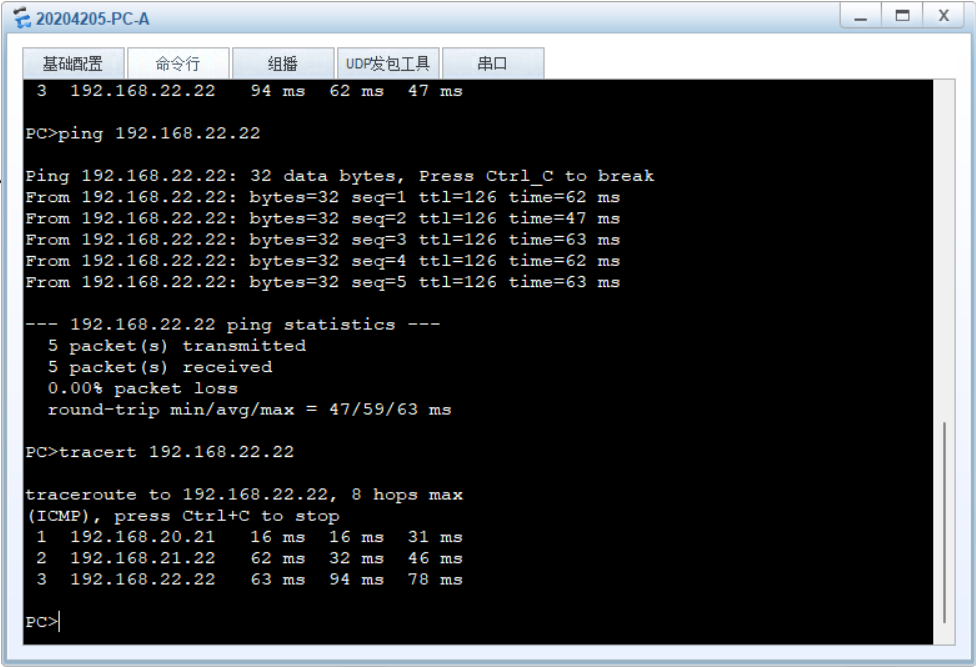 20204205-PC-A
基础配置 命令行 组播 UDP发包工具 串口
3 192.168.22.22 94 ms 62 ms 47 ms
PC>ping 192.168.22.22
Ping 192.168.22.22: 32 data bytes, Press Ctrl_C to break
From 192.168.22.22: bytes=32 seq=1 ttl=126 time=62 ms
From 192.168.22.22: bytes=32 seq=2 ttl=126 time=47 ms
From 192.168.22.22: bytes=32 seq=3 ttl=126 time=63 ms
From 192.168.22.22: bytes=32 seq=4 ttl=126 time=62 ms
From 192.168.22.22: bytes=32 seq=5 ttl=126 time=63 ms
--- 192.168.22.22 ping statistics ---
5 packet(s) transmitted
5 packet(s) received
0.00% packet loss
round-trip min/avg/max = 47/59/63 ms
PC>tracert 192.168.22.22
traceroute to 192.168.22.22, 8 hops max
(ICMP), press Ctrl+C to stop
1 192.168.20.21 16 ms 16 ms 31 ms
2 192.168.21.22 62 ms 32 ms 46 ms
3 192.168.22.22 63 ms 94 ms 78 ms
PC>